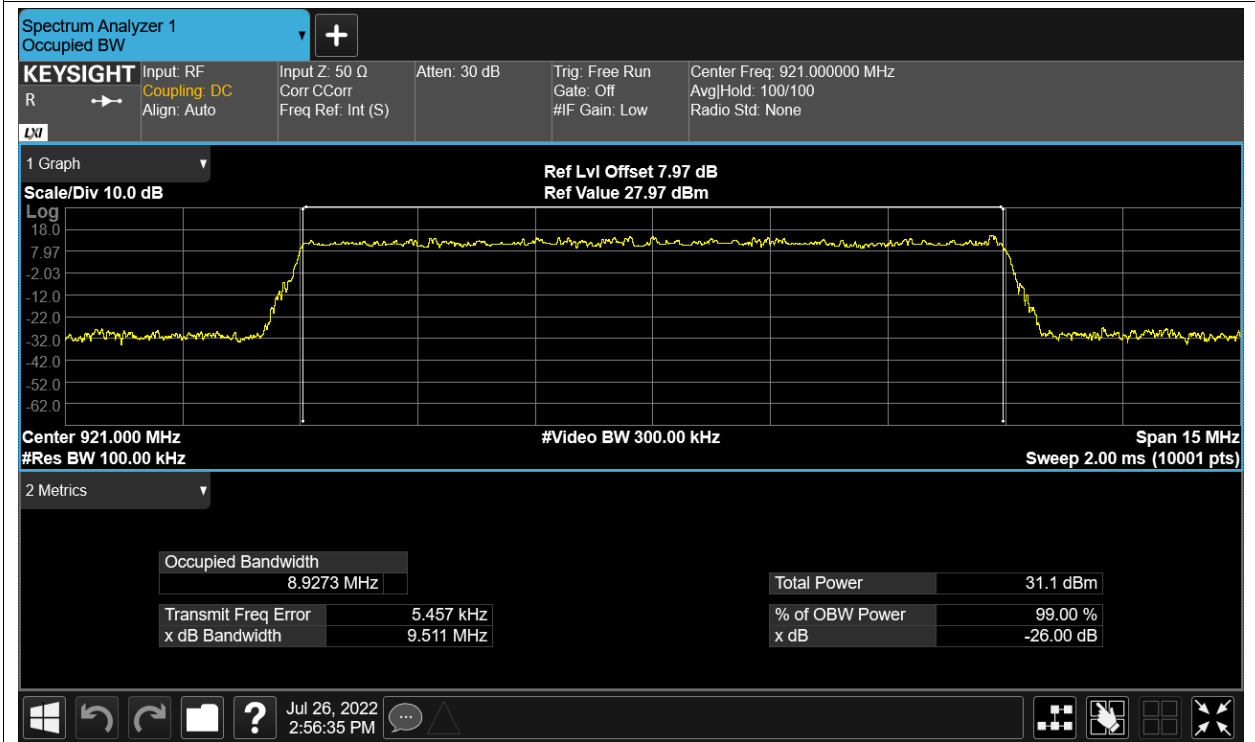 Spectrum Analyzer 1
Occupied BW
+
KEYSIGHT
R
LXI
Input: RF
Coupling: DC
Align: Auto
Input Z: 50 Ω
Corr CCorr
Freq Ref: Int (S)
Atten: 30 dB
Trig: Free Run
Gate: Off
#IF Gain: Low
Center Freq: 921.000000 MHz
Avg|Hold: 100/100
Radio Std: None
1 Graph
Scale/Div 10.0 dB
Ref Lvl Offset 7.97 dB
Ref Value 27.97 dBm
Log
18.0
7.97
-2.03
-12.0
-22.0
-32.0
-42.0
-52.0
-62.0
Center 921.000 MHz
#Res BW 100.00 kHz
#Video BW 300.00 kHz
Span 15 MHz
Sweep 2.00 ms (10001 pts)
2 Metrics
Occupied Bandwidth
8.9273 MHz
Transmit Freq Error 5.457 kHz
x dB Bandwidth 9.511 MHz
Total Power 31.1 dBm
% of OBW Power 99.00 %
x dB -26.00 dB
?
Jul 26, 2022
2:56:35 PM